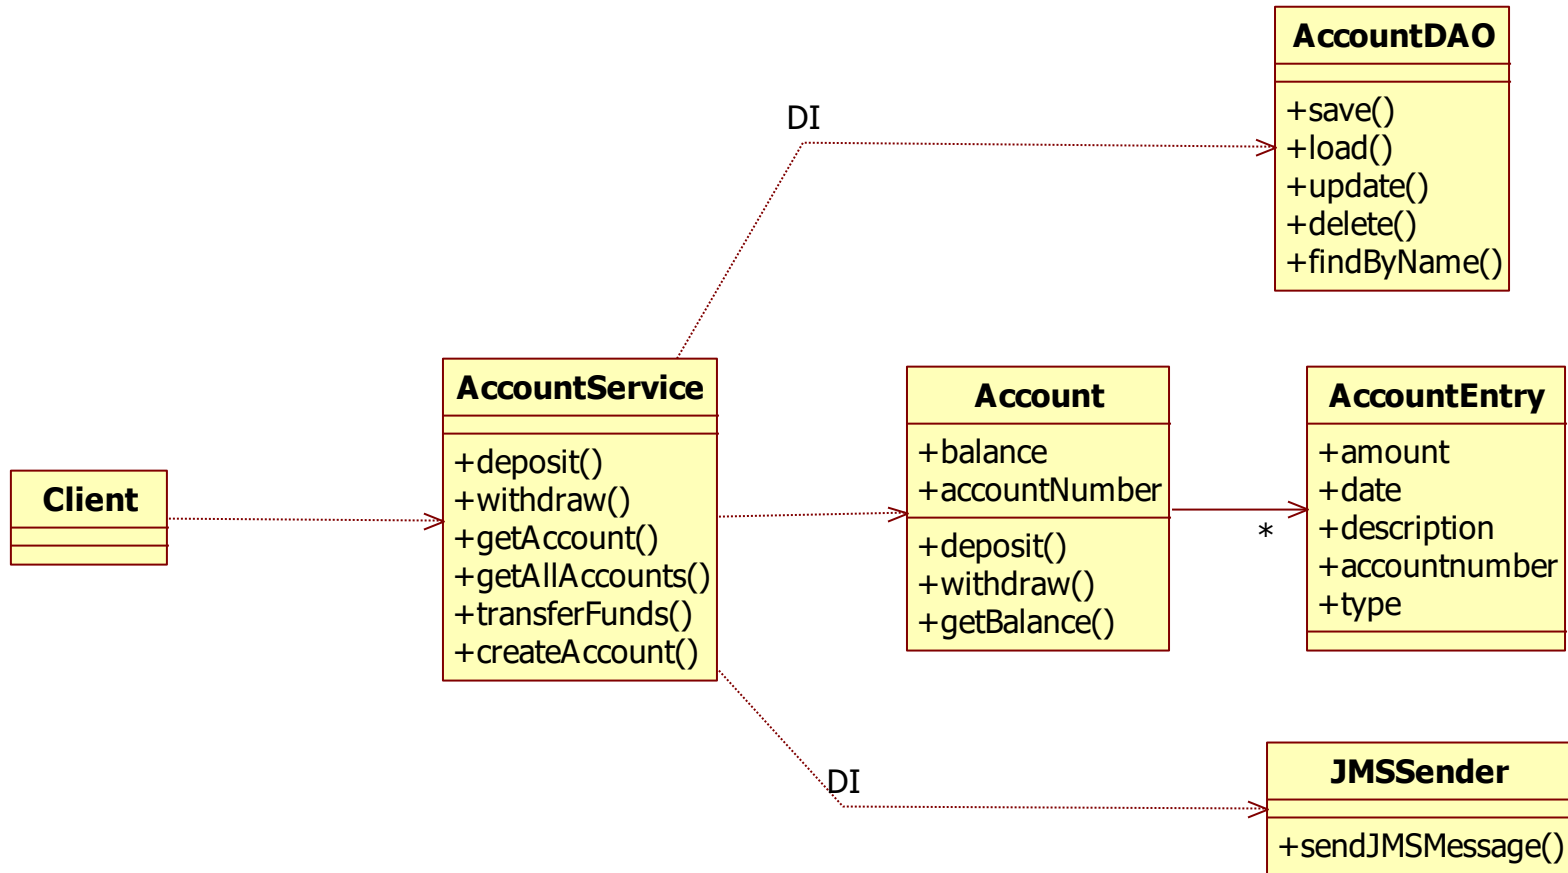 AccountDAO
+save()
+load()
+update()
+delete()
+findByName()
DI
AccountService
+deposit()
+withdraw()
+getAccount()
+getAllAccounts()
+transferFunds()
+createAccount()
Account
+balance
+accountNumber
+deposit()
+withdraw()
+getBalance()
AccountEntry
+amount
+date
+description
+accountnumber
+type
*
Client
DI
JMSSender
+sendJMSMessage()